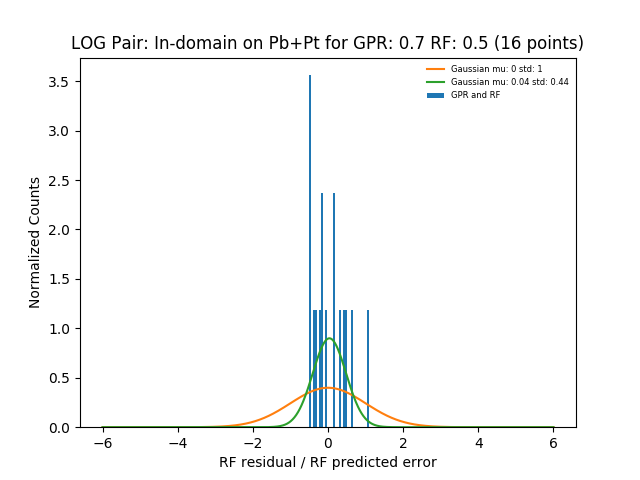 LOG Pair: In-domain on Pb+Pt for GPR: 0.7 RF: 0.5 (16 points)
Gaussian mu: 0 std: 1
Gaussian mu: 0.04 std: 0.44
GPR and RF
Normalized Counts
3.5
3.0
2.5
2.0
1.5
1.0
0.5
0.0
−6 −4 −2 0 2 4 6
RF residual / RF predicted error